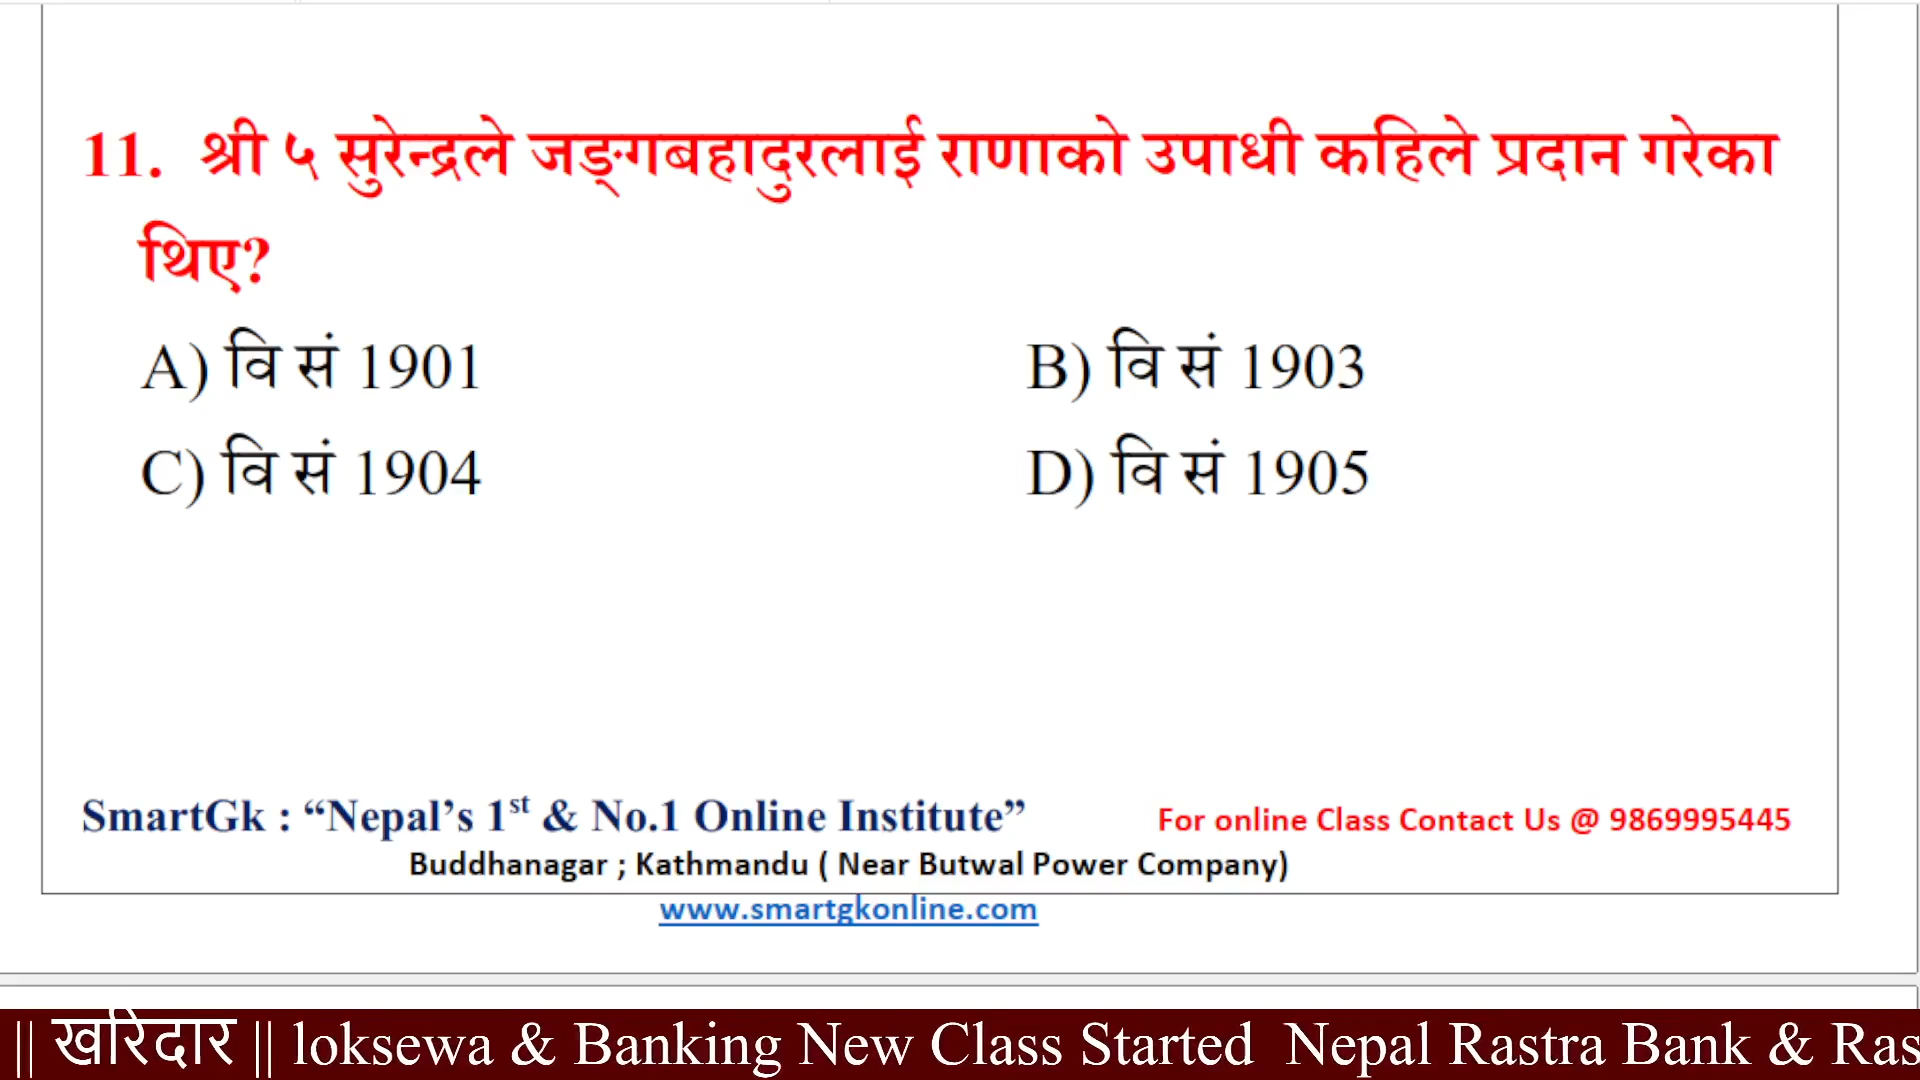 11. श्री ५ सुरेन्द्रले जङ्गबहादुरलाई राणाको उपाधी कहिले प्रदान गरेका
थिए?
A) वि सं 1901 B) वि सं 1903
C) वि सं 1904 D) वि सं 1905
SmartGk : “Nepal’s 1st & No.1 Online Institute” For online Class Contact Us @ 9869995445
Buddhanagar ; Kathmandu ( Near Butwal Power Company)
www.smartgkonline.com
|| खरिदार || loksewa & Banking New Class Started Nepal Rastra Bank & Ras